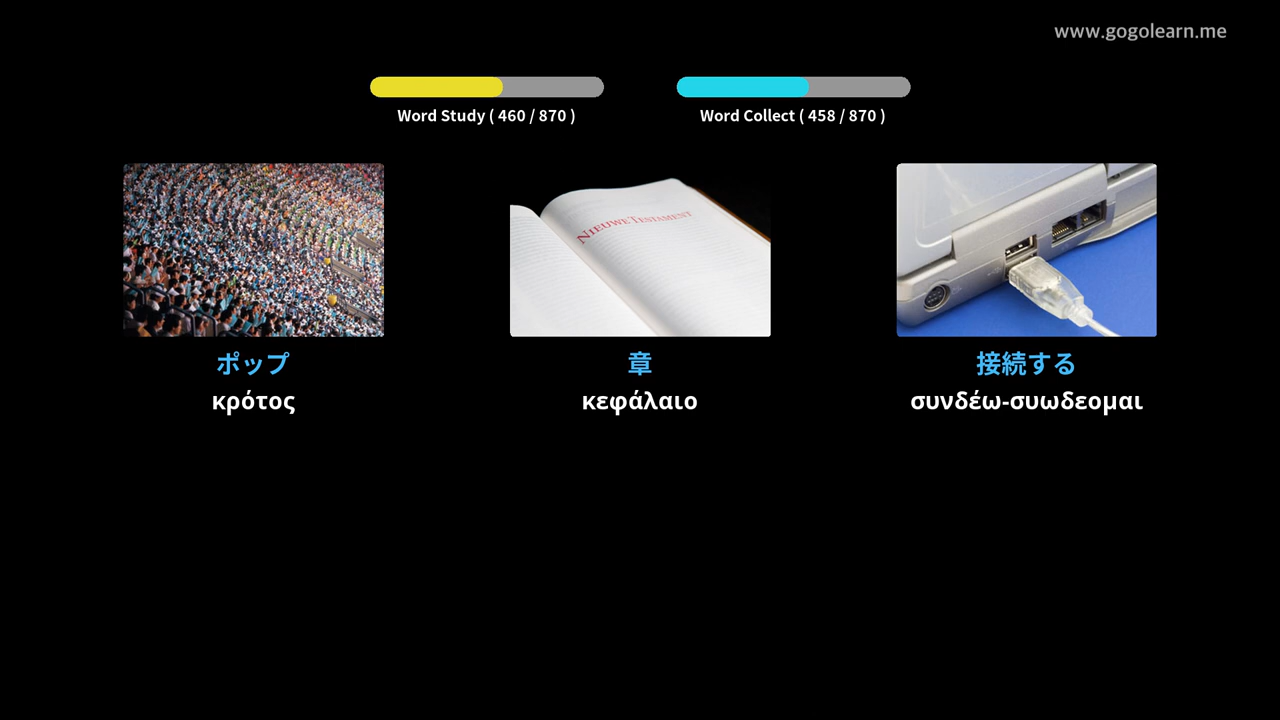 www.gogolearn.me
Word Study ( 460 / 870 )
Word Collect ( 458 / 870 )
NIEUWE TESTAMENT
ポップ
章
接続する
κρότος
κεφάλαιο
συνδέω-συωδεομαι